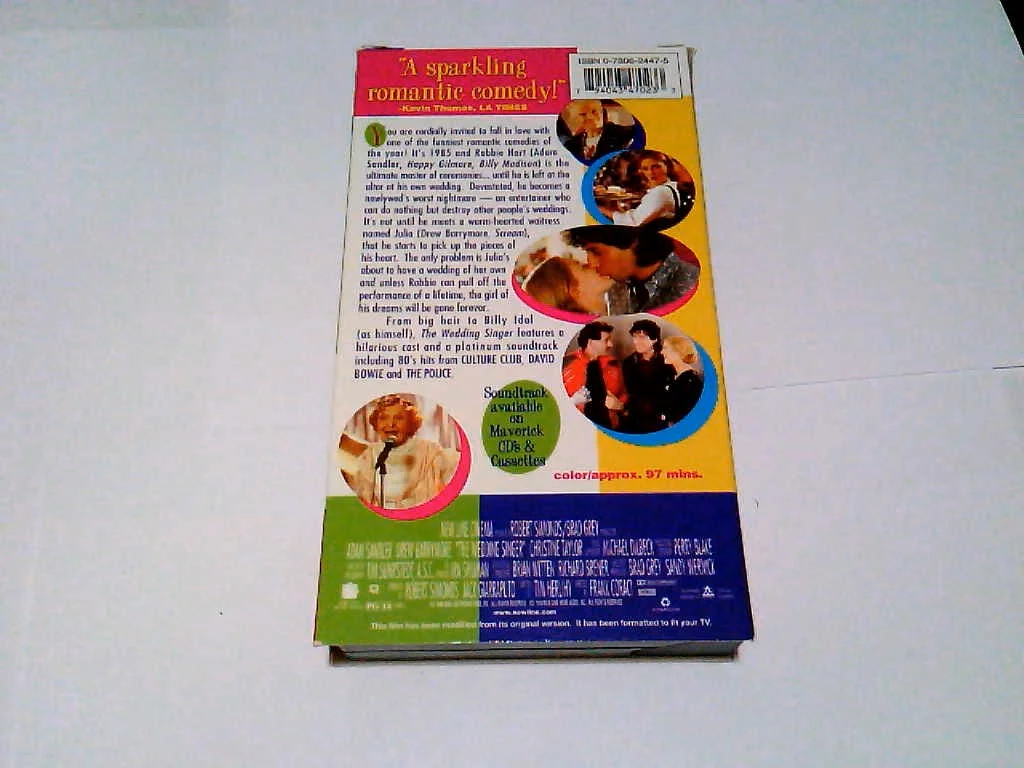 "A sparkling
romantic comedy!"
-Kevin Thomas, LA TIMES
ISBN 0-7806-2447-5
You are cordially invited to fall in love with
one of the funniest romantic comedies of
the year! It's 1985 and Robbie Hart (Adam
Sandler, Happy Gilmore, Billy Madison) is the
ultimate master of ceremonies... until he is left at the
altar at his own wedding. Devastated, he becomes a
newlywed's worst nightmare — an entertainer who
can do nothing but destroy other people's weddings.
It's not until he meets a warm-hearted waitress
named Julia (Drew Barrymore, Scream),
that he starts to pick up the pieces of
his heart. The only problem is Julia's
about to have a wedding of her own
and unless Robbie can pull off the
performance of a lifetime, the girl of
his dreams will be gone forever.
From big hair to Billy Idol
(as himself), The Wedding Singer features a
hilarious cast and a platinum soundtrack
including 80's hits from CULTURE CLUB, DAVID
BOWIE and THE POLICE.
Soundtrack
available
on
Maverick
CD's &
Cassettes
color/approx. 97 mins.
NEW LINE CINEMA ROBERT SIMONDS/BRAD GREY
ADAM SANDLER DREW BARRYMORE "THE WEDDING SINGER" CHRISTINE TAYLOR MICHAEL DILBECK PERRY BLAKE
TIM SUHRSTEDT, A.S.C. BRIAN WITTEN RICHARD BRENER BRAD GREY SANDY WERNICK
ROBERT SIMONDS JACK GIARRAPUTO TIM HERLIHY FRANK CORACI
PG-13
www.newline.com
This film has been modified from its original version. It has been formatted to fit your TV.